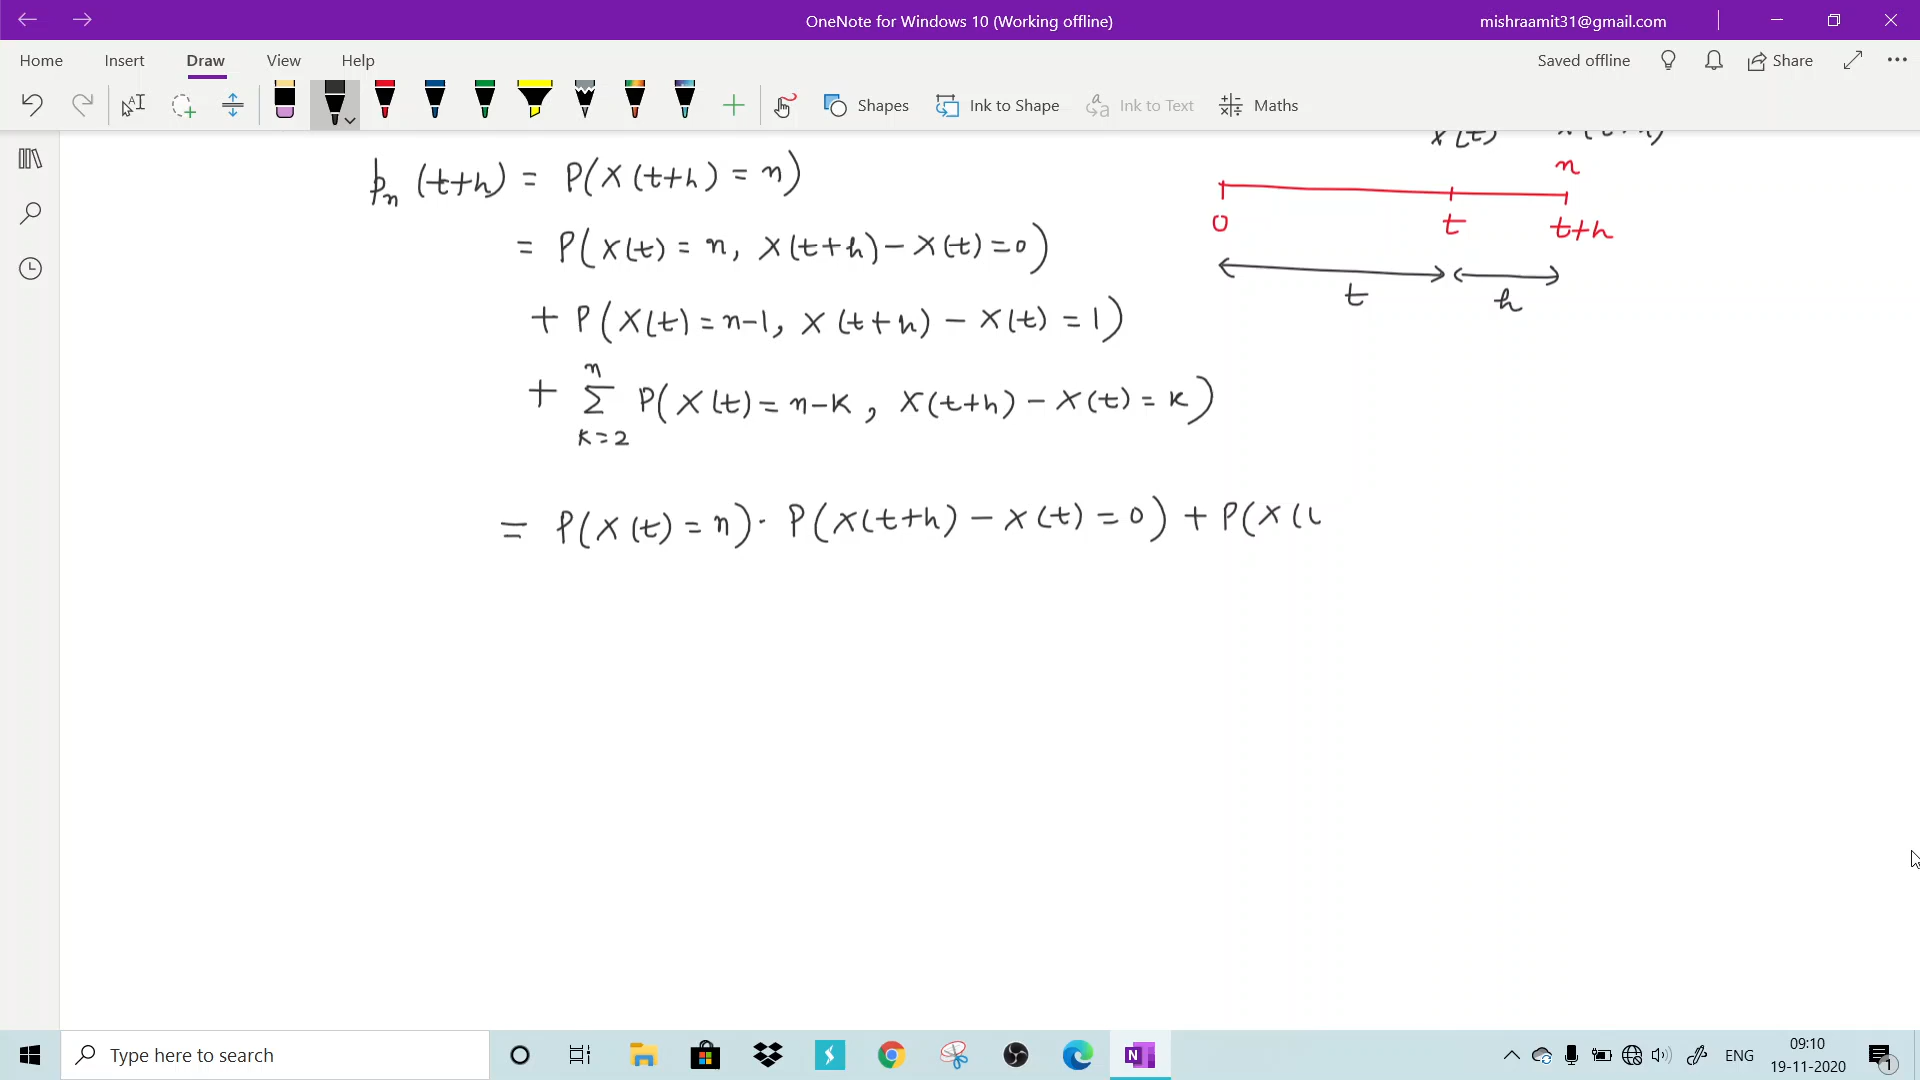 OneNote for Windows 10 (Working offline)
mishraamit31@gmail.com
Home Insert Draw View Help
Saved offline Share
Shapes Ink to Shape Ink to Text Maths
X(t)
pₙ(t+h) = P(X(t+h) = n)
n
= P(X(t) = n, X(t+h) − X(t) = 0)
0 t t+h
+ P(X(t) = n−1, X(t+h) − X(t) = 1)
t h
n
+ Σ P(X(t) = n−K, X(t+h) − X(t) = K)
K=2
= P(X(t) = n) · P(X(t+h) − X(t) = 0) + P(X(
Type here to search
ENG
09:10
19-11-2020
1